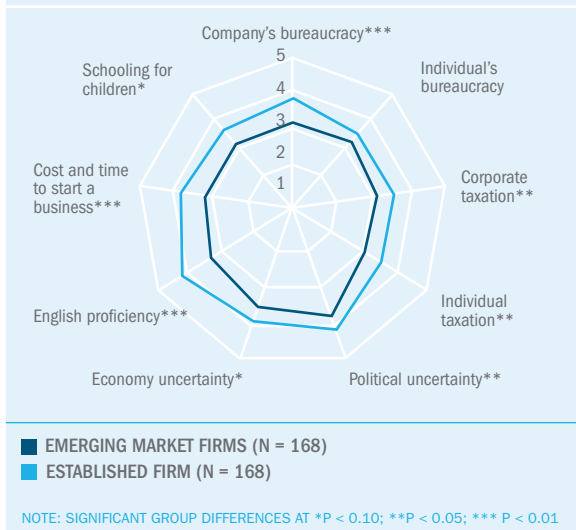 Company's bureaucracy***
5
4
3
2
1
Individual's
bureaucracy
Corporate
taxation**
Individual
taxation**
Political uncertainty**
Economy uncertainty*
English proficiency***
Cost and time
to start a
business***
Schooling for
children*
EMERGING MARKET FIRMS (N = 168)
ESTABLISHED FIRM (N = 168)
NOTE: SIGNIFICANT GROUP DIFFERENCES AT *P < 0.10; **P < 0.05; *** P < 0.01